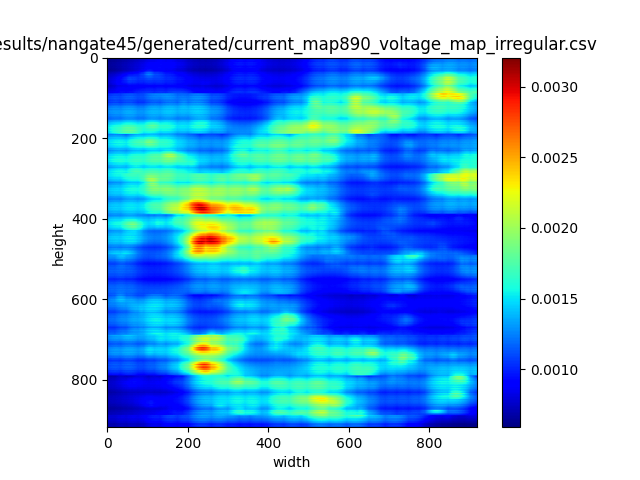 esults/nangate45/generated/current_map890_voltage_map_irregular.csv
0
200
400
600
800
height
0 200 400 600 800
width
0.0030
0.0025
0.0020
0.0015
0.0010